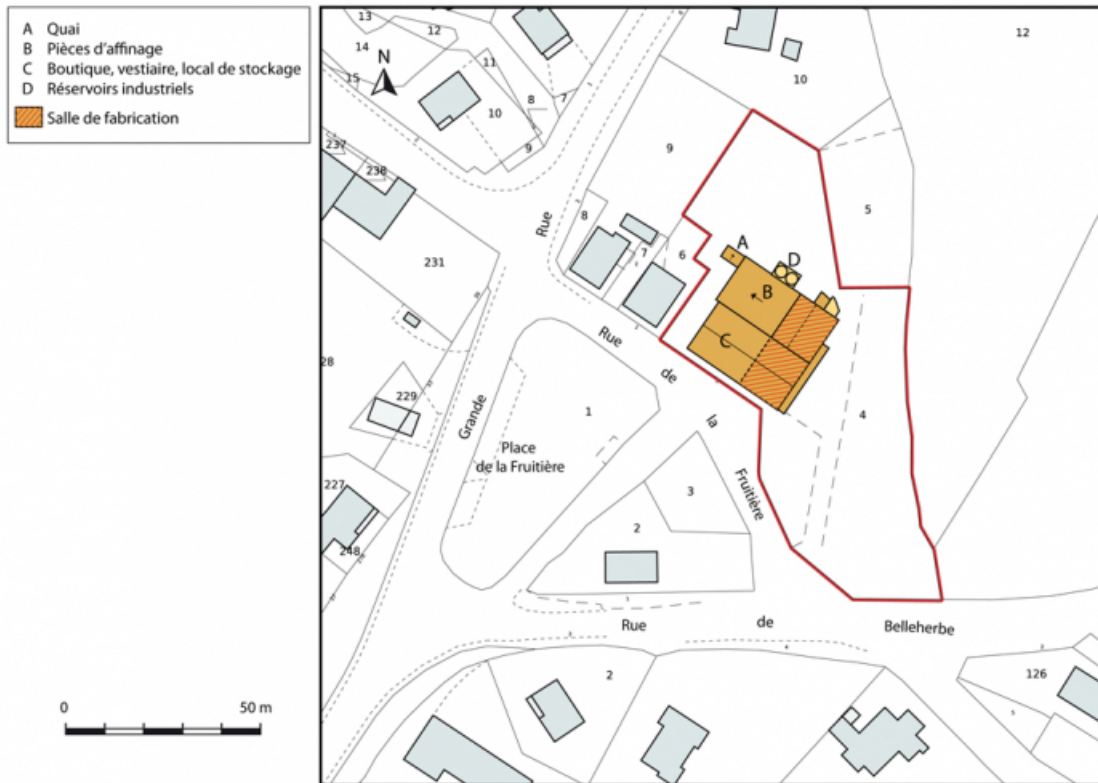 A Quai
B Pièces d'affinage
C Boutique, vestiaire, local de stockage
D Réservoirs industriels
Salle de fabrication
N
13
12
14
11
15
10
8
7
9
12
10
237
238
9
5
8
231
7
6
A
D
B
C
Rue
Rue
de
la
Fruitière
28
229
Grande
1
Place
de la Fruitière
4
3
227
2
248
Rue de Belleherbe
2
126
0 50 m